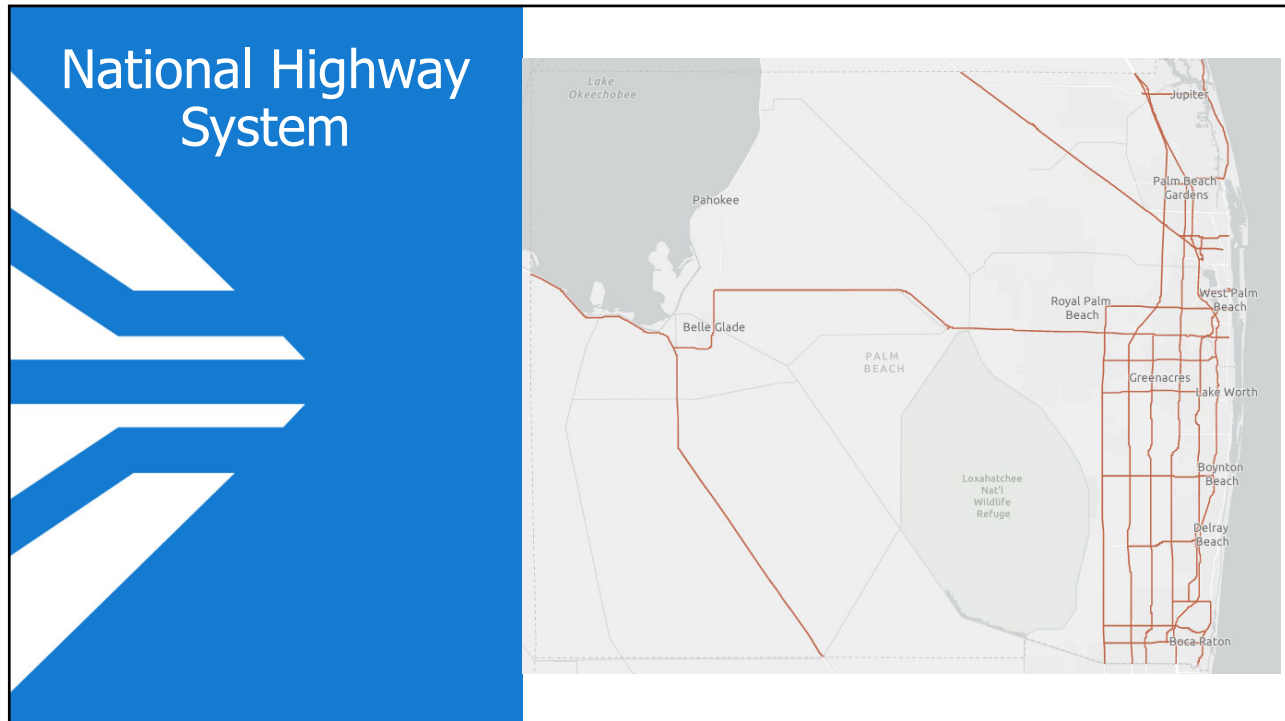 National Highway
System
Lake
Okeechobee
Jupiter
Palm Beach
Gardens
Pahokee
Royal Palm
Beach
West Palm
Beach
Belle Glade
PALM
BEACH
Greenacres
Lake Worth
Boynton
Beach
Loxahatchee
Nat'l
Wildlife
Refuge
Delray
Beach
Boca Raton